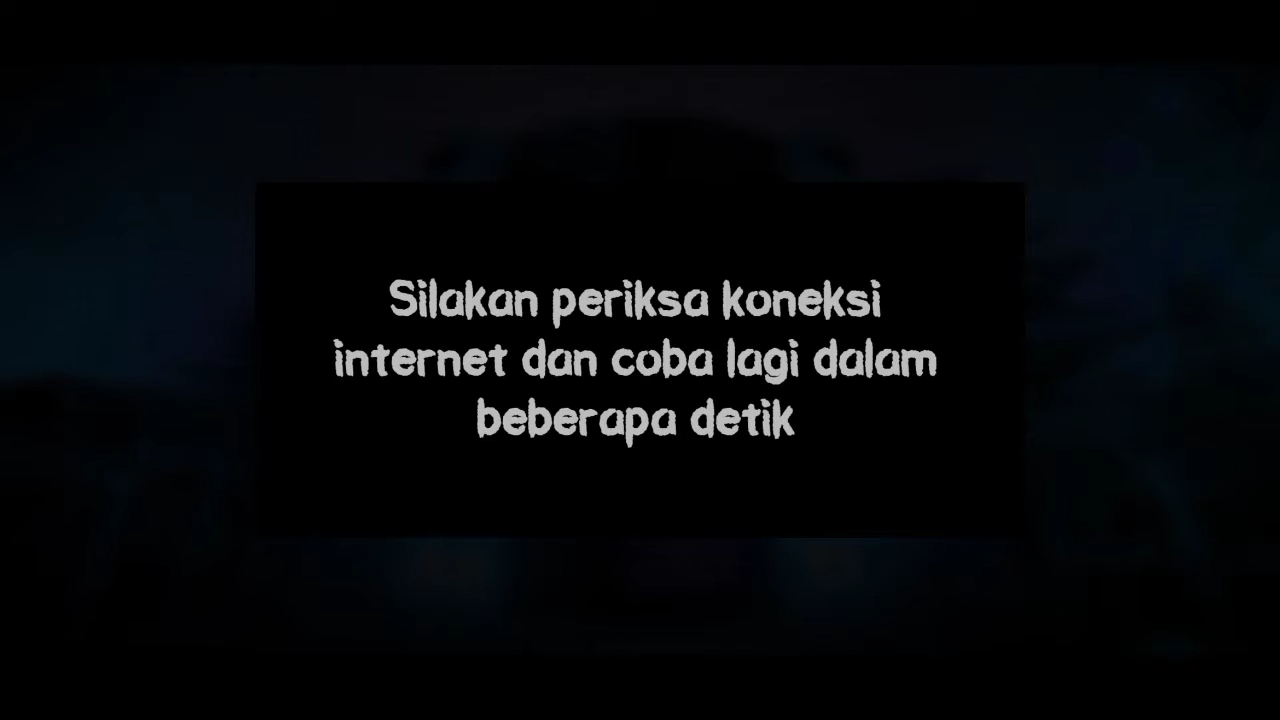 Silakan periksa koneksi
internet dan coba lagi dalam
beberapa detik